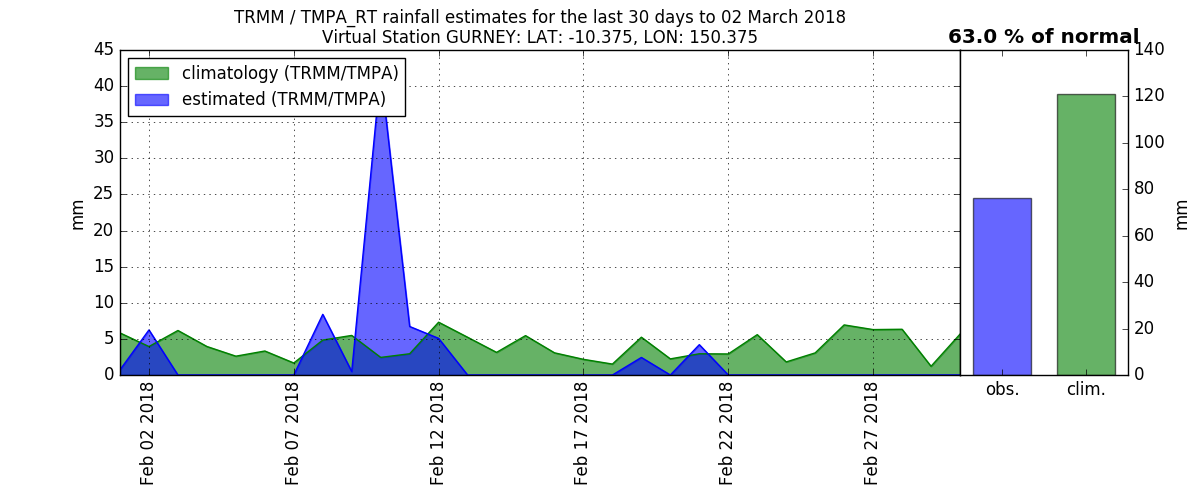 TRMM / TMPA_RT rainfall estimates for the last 30 days to 02 March 2018
Virtual Station GURNEY: LAT: -10.375, LON: 150.375
63.0 % of normal
climatology (TRMM/TMPA)
estimated (TRMM/TMPA)
mm
45
40
35
30
25
20
15
10
5
0
Feb 02 2018
Feb 07 2018
Feb 12 2018
Feb 17 2018
Feb 22 2018
Feb 27 2018
140
120
100
80
60
40
20
0
mm
obs.
clim.